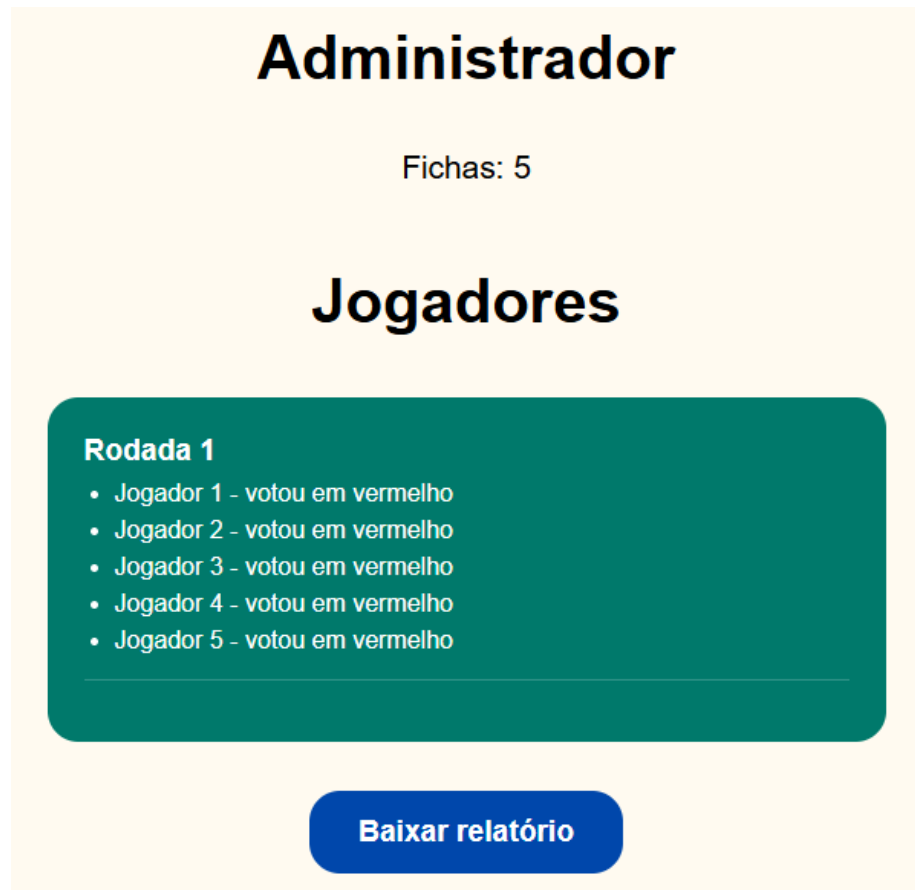 Administrador
Fichas: 5
Jogadores
Rodada 1
• Jogador 1 - votou em vermelho
• Jogador 2 - votou em vermelho
• Jogador 3 - votou em vermelho
• Jogador 4 - votou em vermelho
• Jogador 5 - votou em vermelho
Baixar relatório